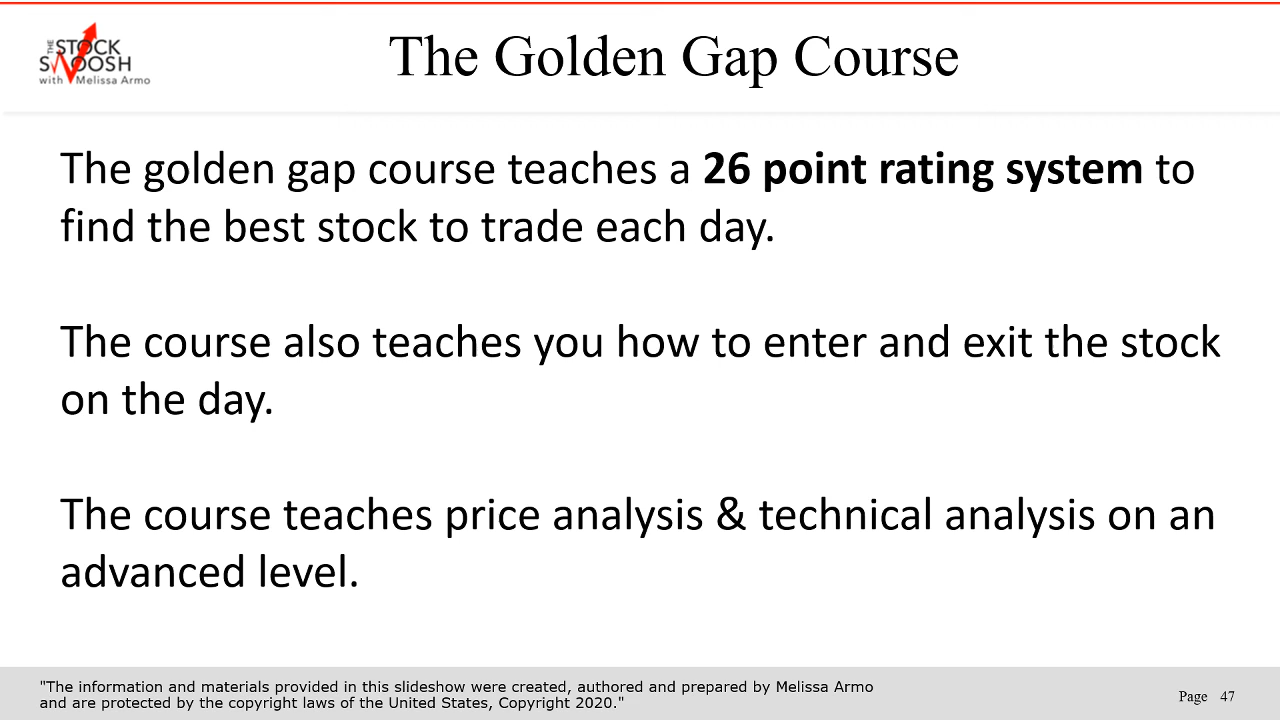 THE STOCK
SWOOSH
with Melissa Armo
The Golden Gap Course
The golden gap course teaches a 26 point rating system to
find the best stock to trade each day.
The course also teaches you how to enter and exit the stock
on the day.
The course teaches price analysis & technical analysis on an
advanced level.
"The information and materials provided in this slideshow were created, authored and prepared by Melissa Armo
and are protected by the copyright laws of the United States, Copyright 2020."
Page 47